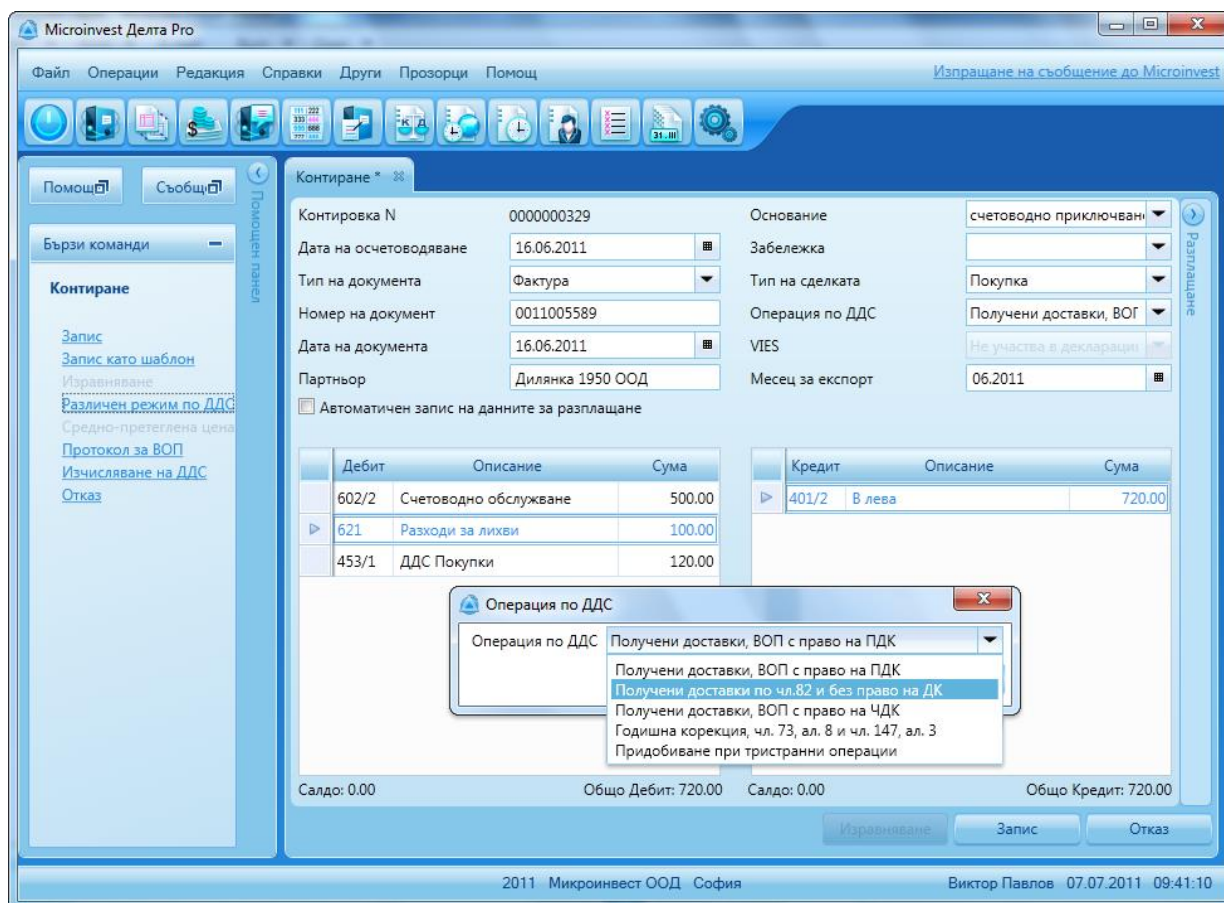 Microinvest Делта Pro
Файл Операции Редакция Справки Други Прозорци Помощ
Изпращане на съобщение до Microinvest
Помощ
Съобщ
Помощен панел
Бързи команди
Контиране
Запис
Запис като шаблон
Изравняване
Различен режим по ДДС
Средно-претеглена цена
Протокол за ВОП
Изчисляване на ДДС
Отказ
Контиране *
Контировка N 0000000329
Дата на осчетоводяване 16.06.2011
Тип на документа Фактура
Номер на документ 0011005589
Дата на документа 16.06.2011
Партньор Дилянка 1950 ООД
Автоматичен запис на данните за разплащане
Основание счетоводно приключван
Забележка
Тип на сделката Покупка
Операция по ДДС Получени доставки, ВОГ
VIES Не участва в деклараци
Месец за експорт 06.2011
Разплащане
Дебит Описание Сума
602/2 Счетоводно обслужване 500.00
621 Разходи за лихви 100.00
453/1 ДДС Покупки 120.00
Кредит Описание Сума
401/2 В лева 720.00
Операция по ДДС
Операция по ДДС Получени доставки, ВОП с право на ПДК
Получени доставки, ВОП с право на ПДК
Получени доставки по чл.82 и без право на ДК
Получени доставки, ВОП с право на ЧДК
Годишна корекция, чл. 73, ал. 8 и чл. 147, ал. 3
Придобиване при тристранни операции
Салдо: 0.00 Общо Дебит: 720.00
Салдо: 0.00 Общо Кредит: 720.00
Изравняване Запис Отказ
2011 Микроинвест ООД София
Виктор Павлов 07.07.2011 09:41:10